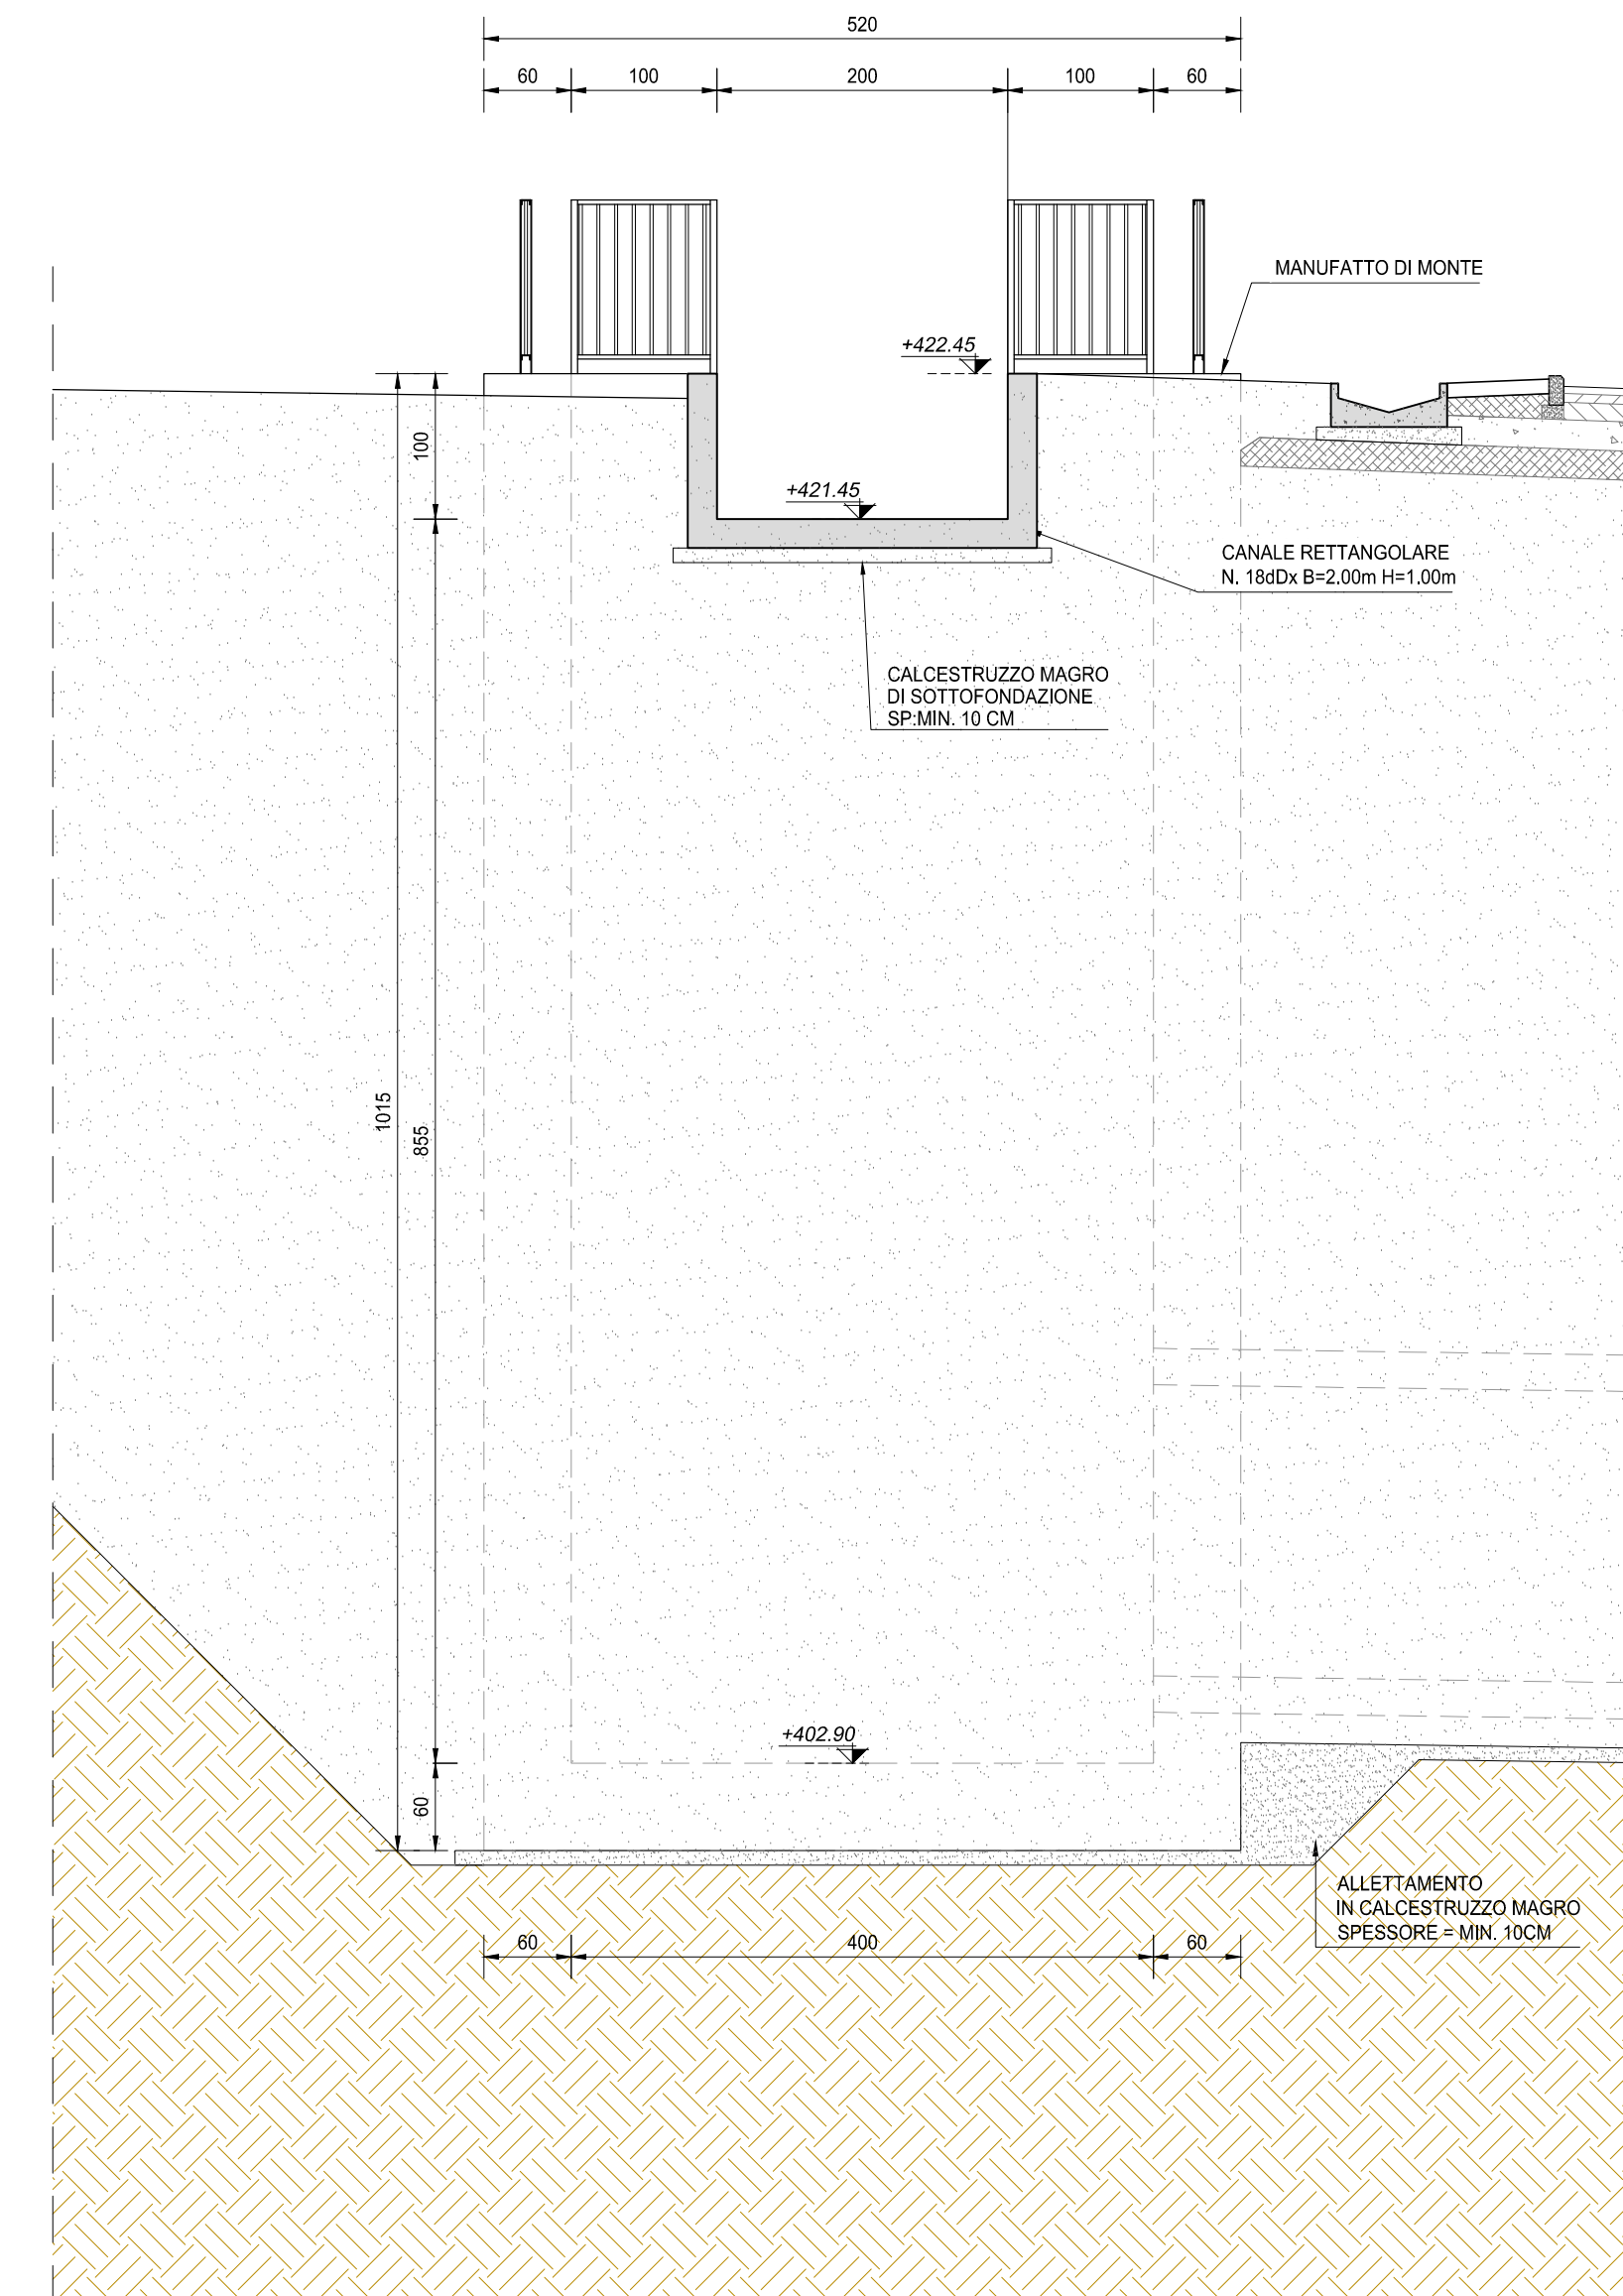 520
60
100
200
100
60
MANUFATTO DI MONTE
+422.45
100
+421.45
CANALE RETTANGOLARE
N. 18dDx B=2.00m H=1.00m
CALCESTRUZZO MAGRO
DI SOTTOFONDAZIONE
SP:MIN. 10 CM
1015
855
+402.90
60
ALLETTAMENTO
IN CALCESTRUZZO MAGRO
SPESSORE = MIN. 10CM
60
400
60